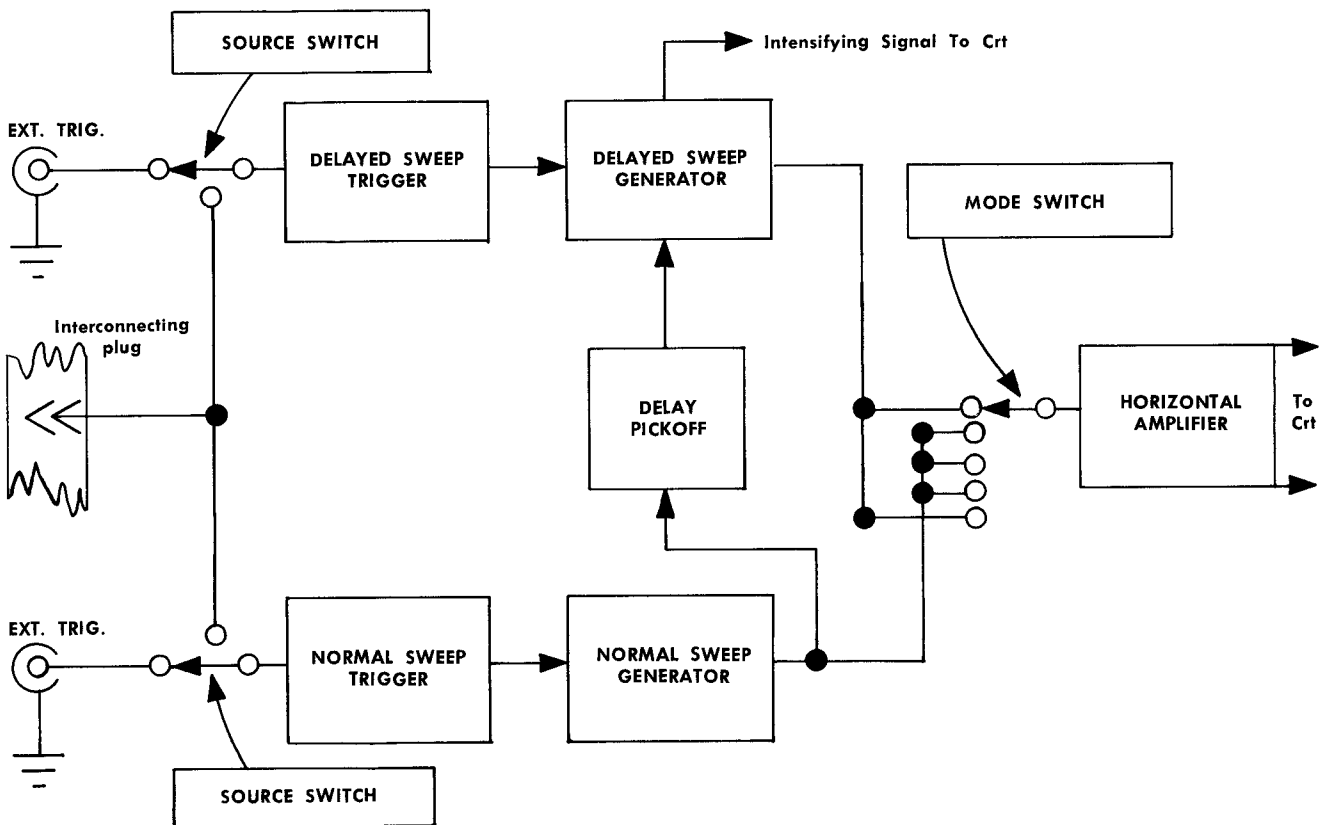 SOURCE SWITCH
Intensifying Signal To Crt
EXT. TRIG.
DELAYED SWEEP
TRIGGER
DELAYED SWEEP
GENERATOR
MODE SWITCH
Interconnecting
plug
DELAY
PICKOFF
HORIZONTAL
AMPLIFIER
To
Crt
EXT. TRIG.
NORMAL SWEEP
TRIGGER
NORMAL SWEEP
GENERATOR
SOURCE SWITCH